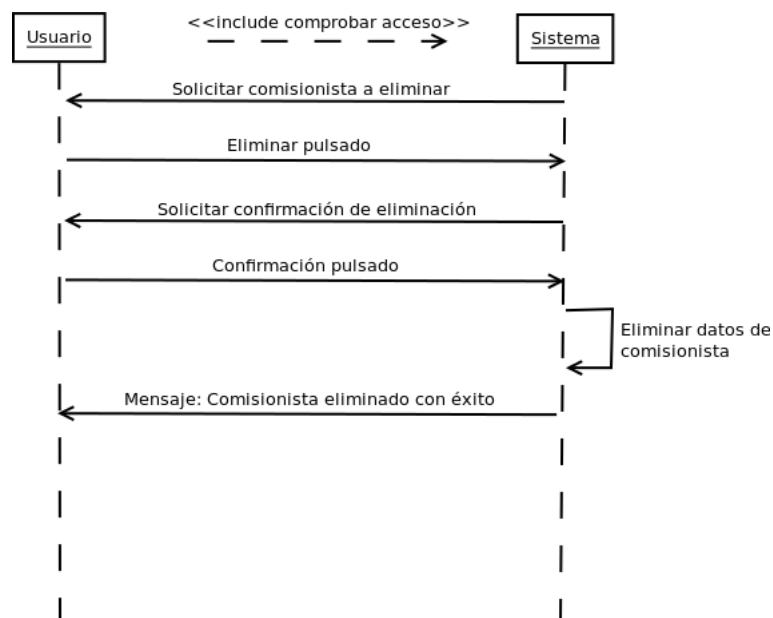 <<include comprobar acceso>>
Usuario
Sistema
Solicitar comisionista a eliminar
Eliminar pulsado
Solicitar confirmación de eliminación
Confirmación pulsado
Eliminar datos de
comisionista
Mensaje: Comisionista eliminado con éxito